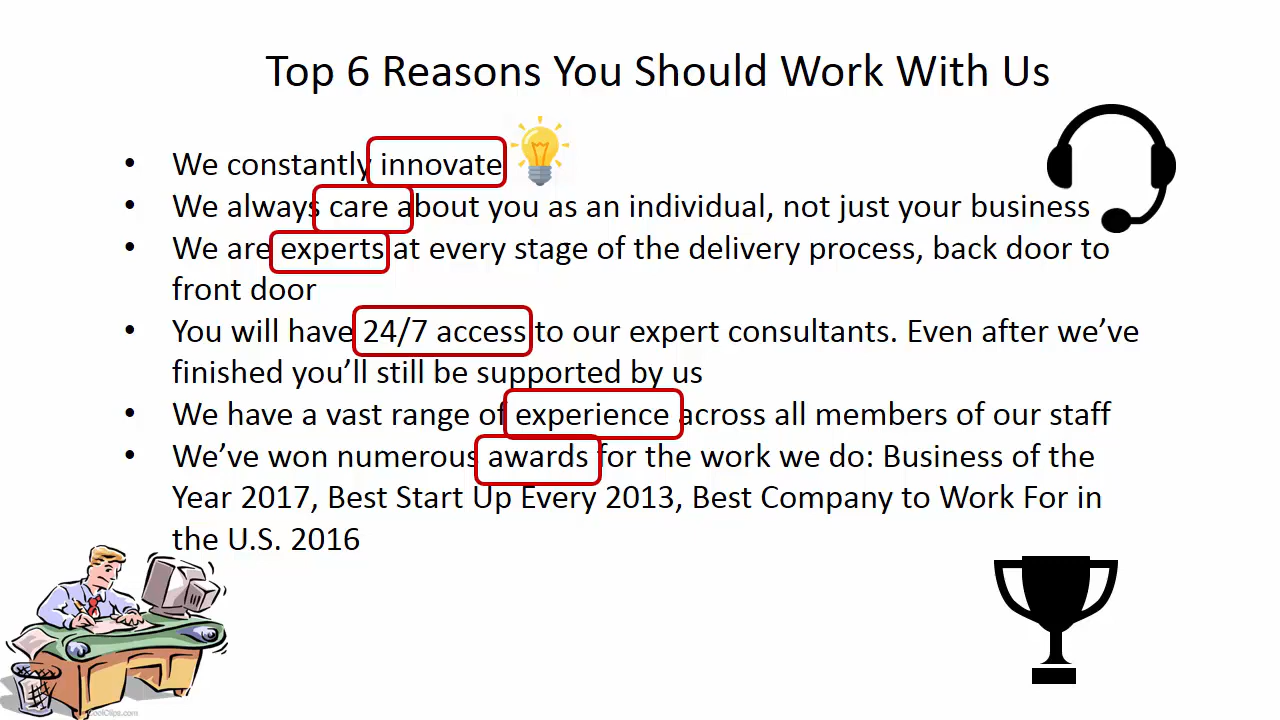 Top 6 Reasons You Should Work With Us
• We constantly innovate
• We always care about you as an individual, not just your business
• We are experts at every stage of the delivery process, back door to
front door
• You will have 24/7 access to our expert consultants. Even after we’ve
finished you’ll still be supported by us
• We have a vast range of experience across all members of our staff
• We’ve won numerous awards for the work we do: Business of the
Year 2017, Best Start Up Every 2013, Best Company to Work For in
the U.S. 2016
CoolClips.com